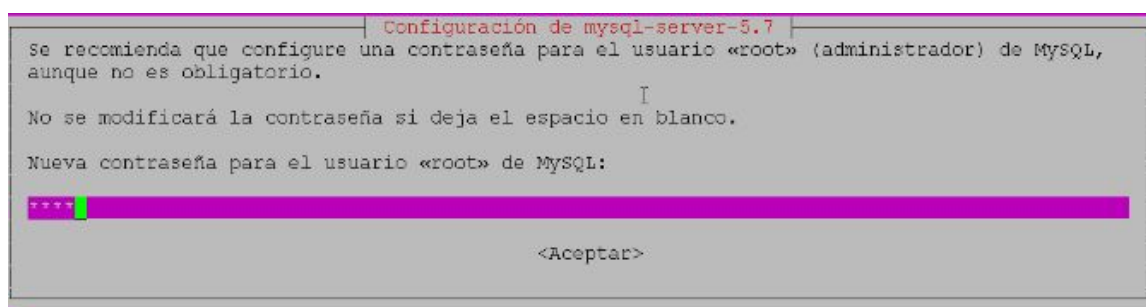 Configuración de mysql-server-5.7
Se recomienda que configure una contraseña para el usuario «root» (administrador) de MySQL,
aunque no es obligatorio.
No se modificará la contraseña si deja el espacio en blanco.
Nueva contraseña para el usuario «root» de MySQL:
****
<Aceptar>